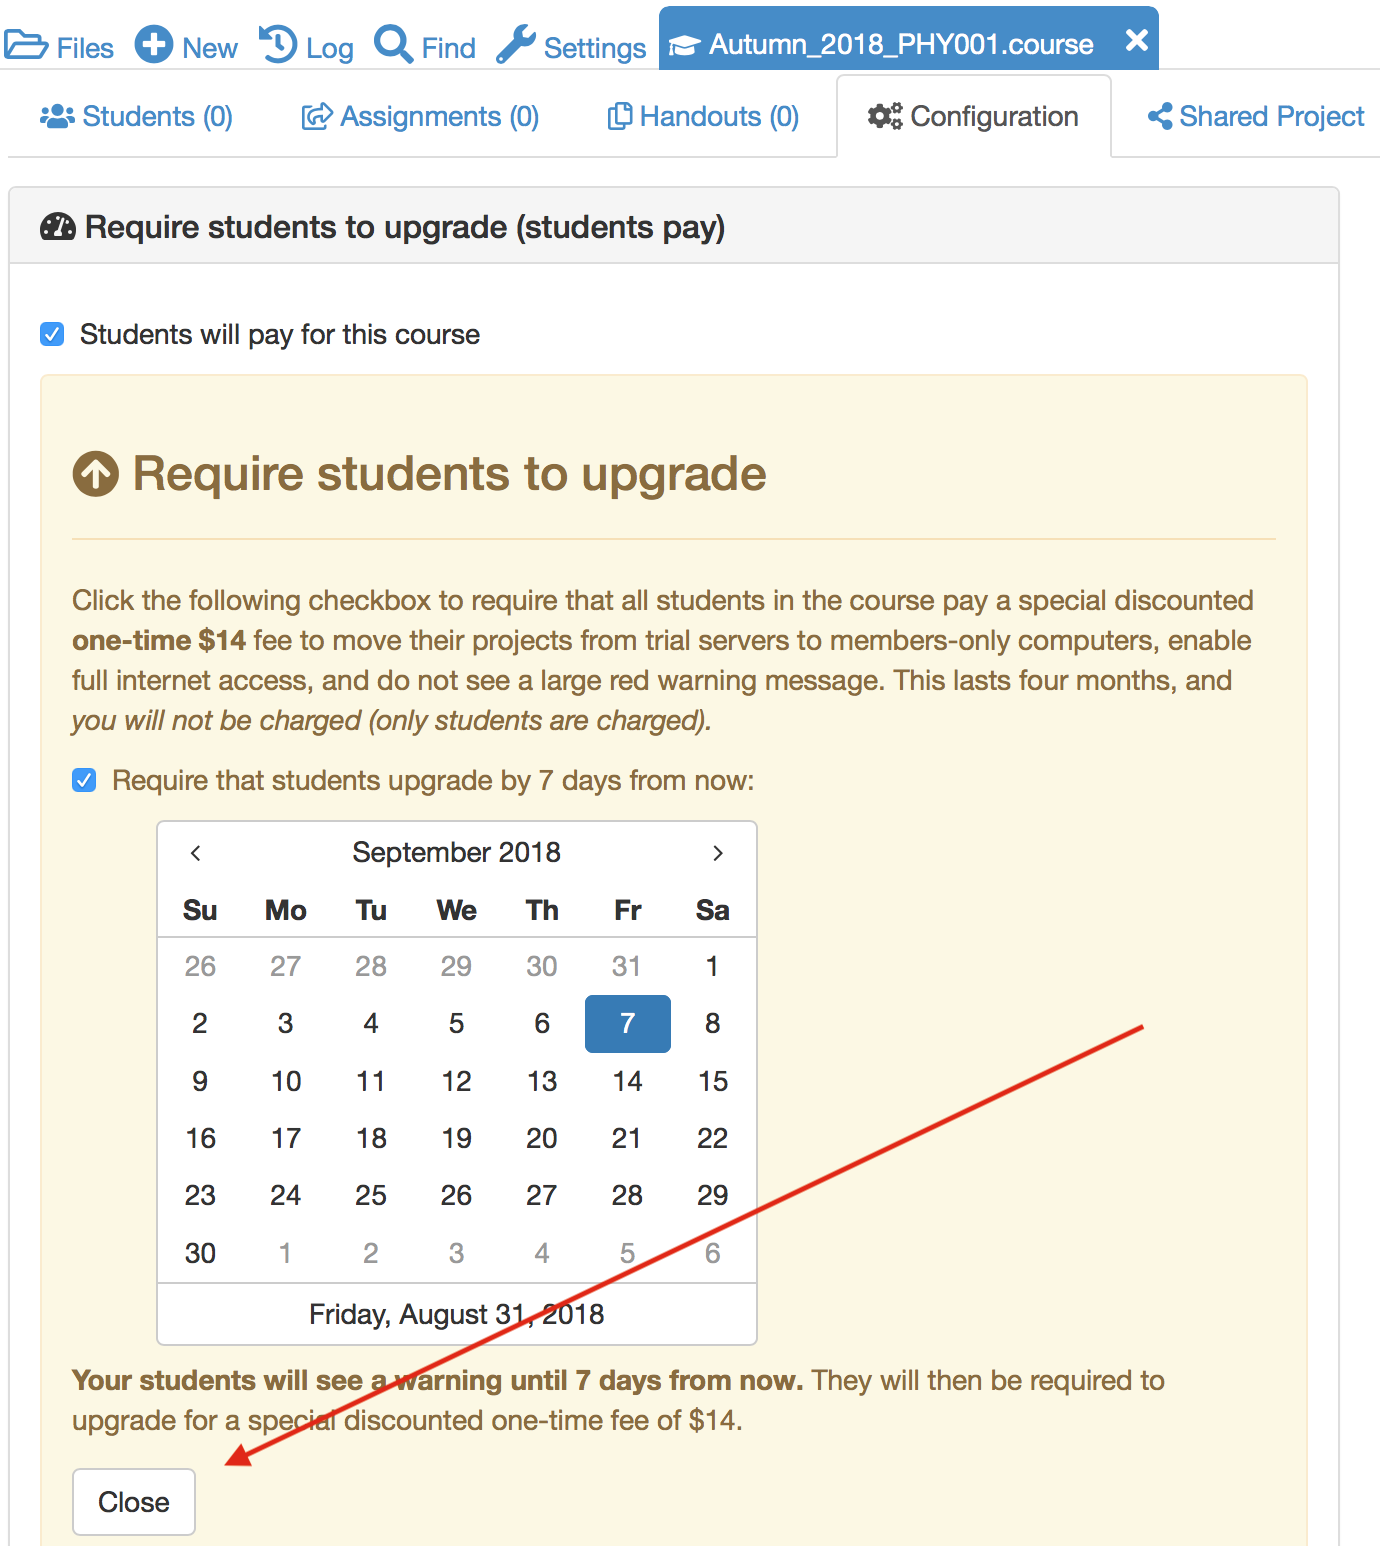 Files New Log Find Settings Autumn_2018_PHY001.course
Students (0) Assignments (0) Handouts (0) Configuration Shared Project
Require students to upgrade (students pay)
Students will pay for this course
Require students to upgrade
Click the following checkbox to require that all students in the course pay a special discounted
one-time $14 fee to move their projects from trial servers to members-only computers, enable
full internet access, and do not see a large red warning message. This lasts four months, and
you will not be charged (only students are charged).
Require that students upgrade by 7 days from now:
September 2018
Su Mo Tu We Th Fr Sa
26 27 28 29 30 31 1
2 3 4 5 6 7 8
9 10 11 12 13 14 15
16 17 18 19 20 21 22
23 24 25 26 27 28 29
30 1 2 3 4 5 6
Friday, August 31, 2018
Your students will see a warning until 7 days from now. They will then be required to
upgrade for a special discounted one-time fee of $14.
Close